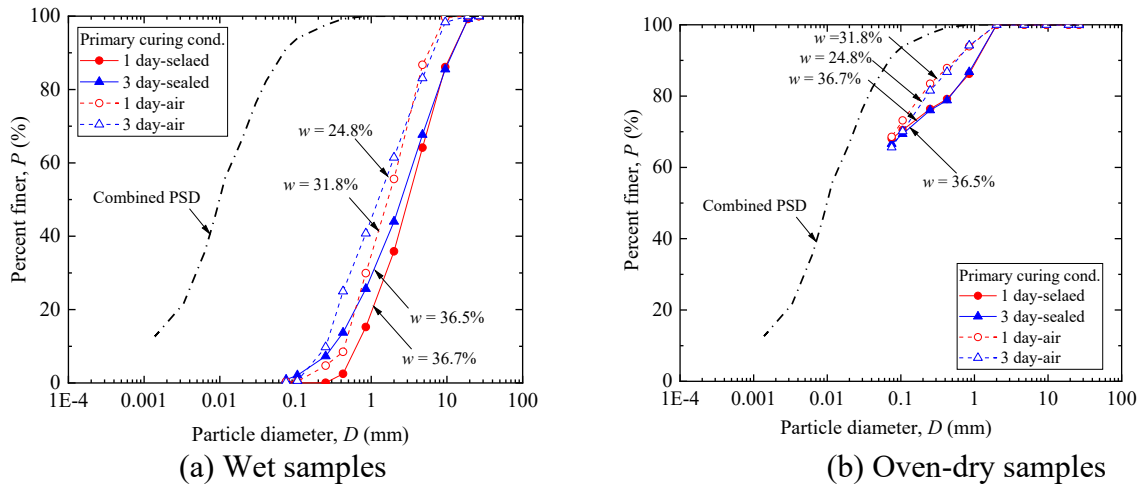 100
80
60
40
20
0
Percent finer, P (%)
Primary curing cond.
1 day-selaed
3 day-sealed
1 day-air
3 day-air
w = 24.8%
w = 31.8%
Combined PSD
w = 36.5%
w = 36.7%
1E-4 0.001 0.01 0.1 1 10 100
Particle diameter, D (mm)
(a) Wet samples
100
80
60
40
20
0
Percent finer, P (%)
w=31.8%
w = 24.8%
w = 36.7%
w = 36.5%
Combined PSD
Primary curing cond.
1 day-selaed
3 day-sealed
1 day-air
3 day-air
1E-4 0.001 0.01 0.1 1 10 100
Particle diameter, D (mm)
(b) Oven-dry samples